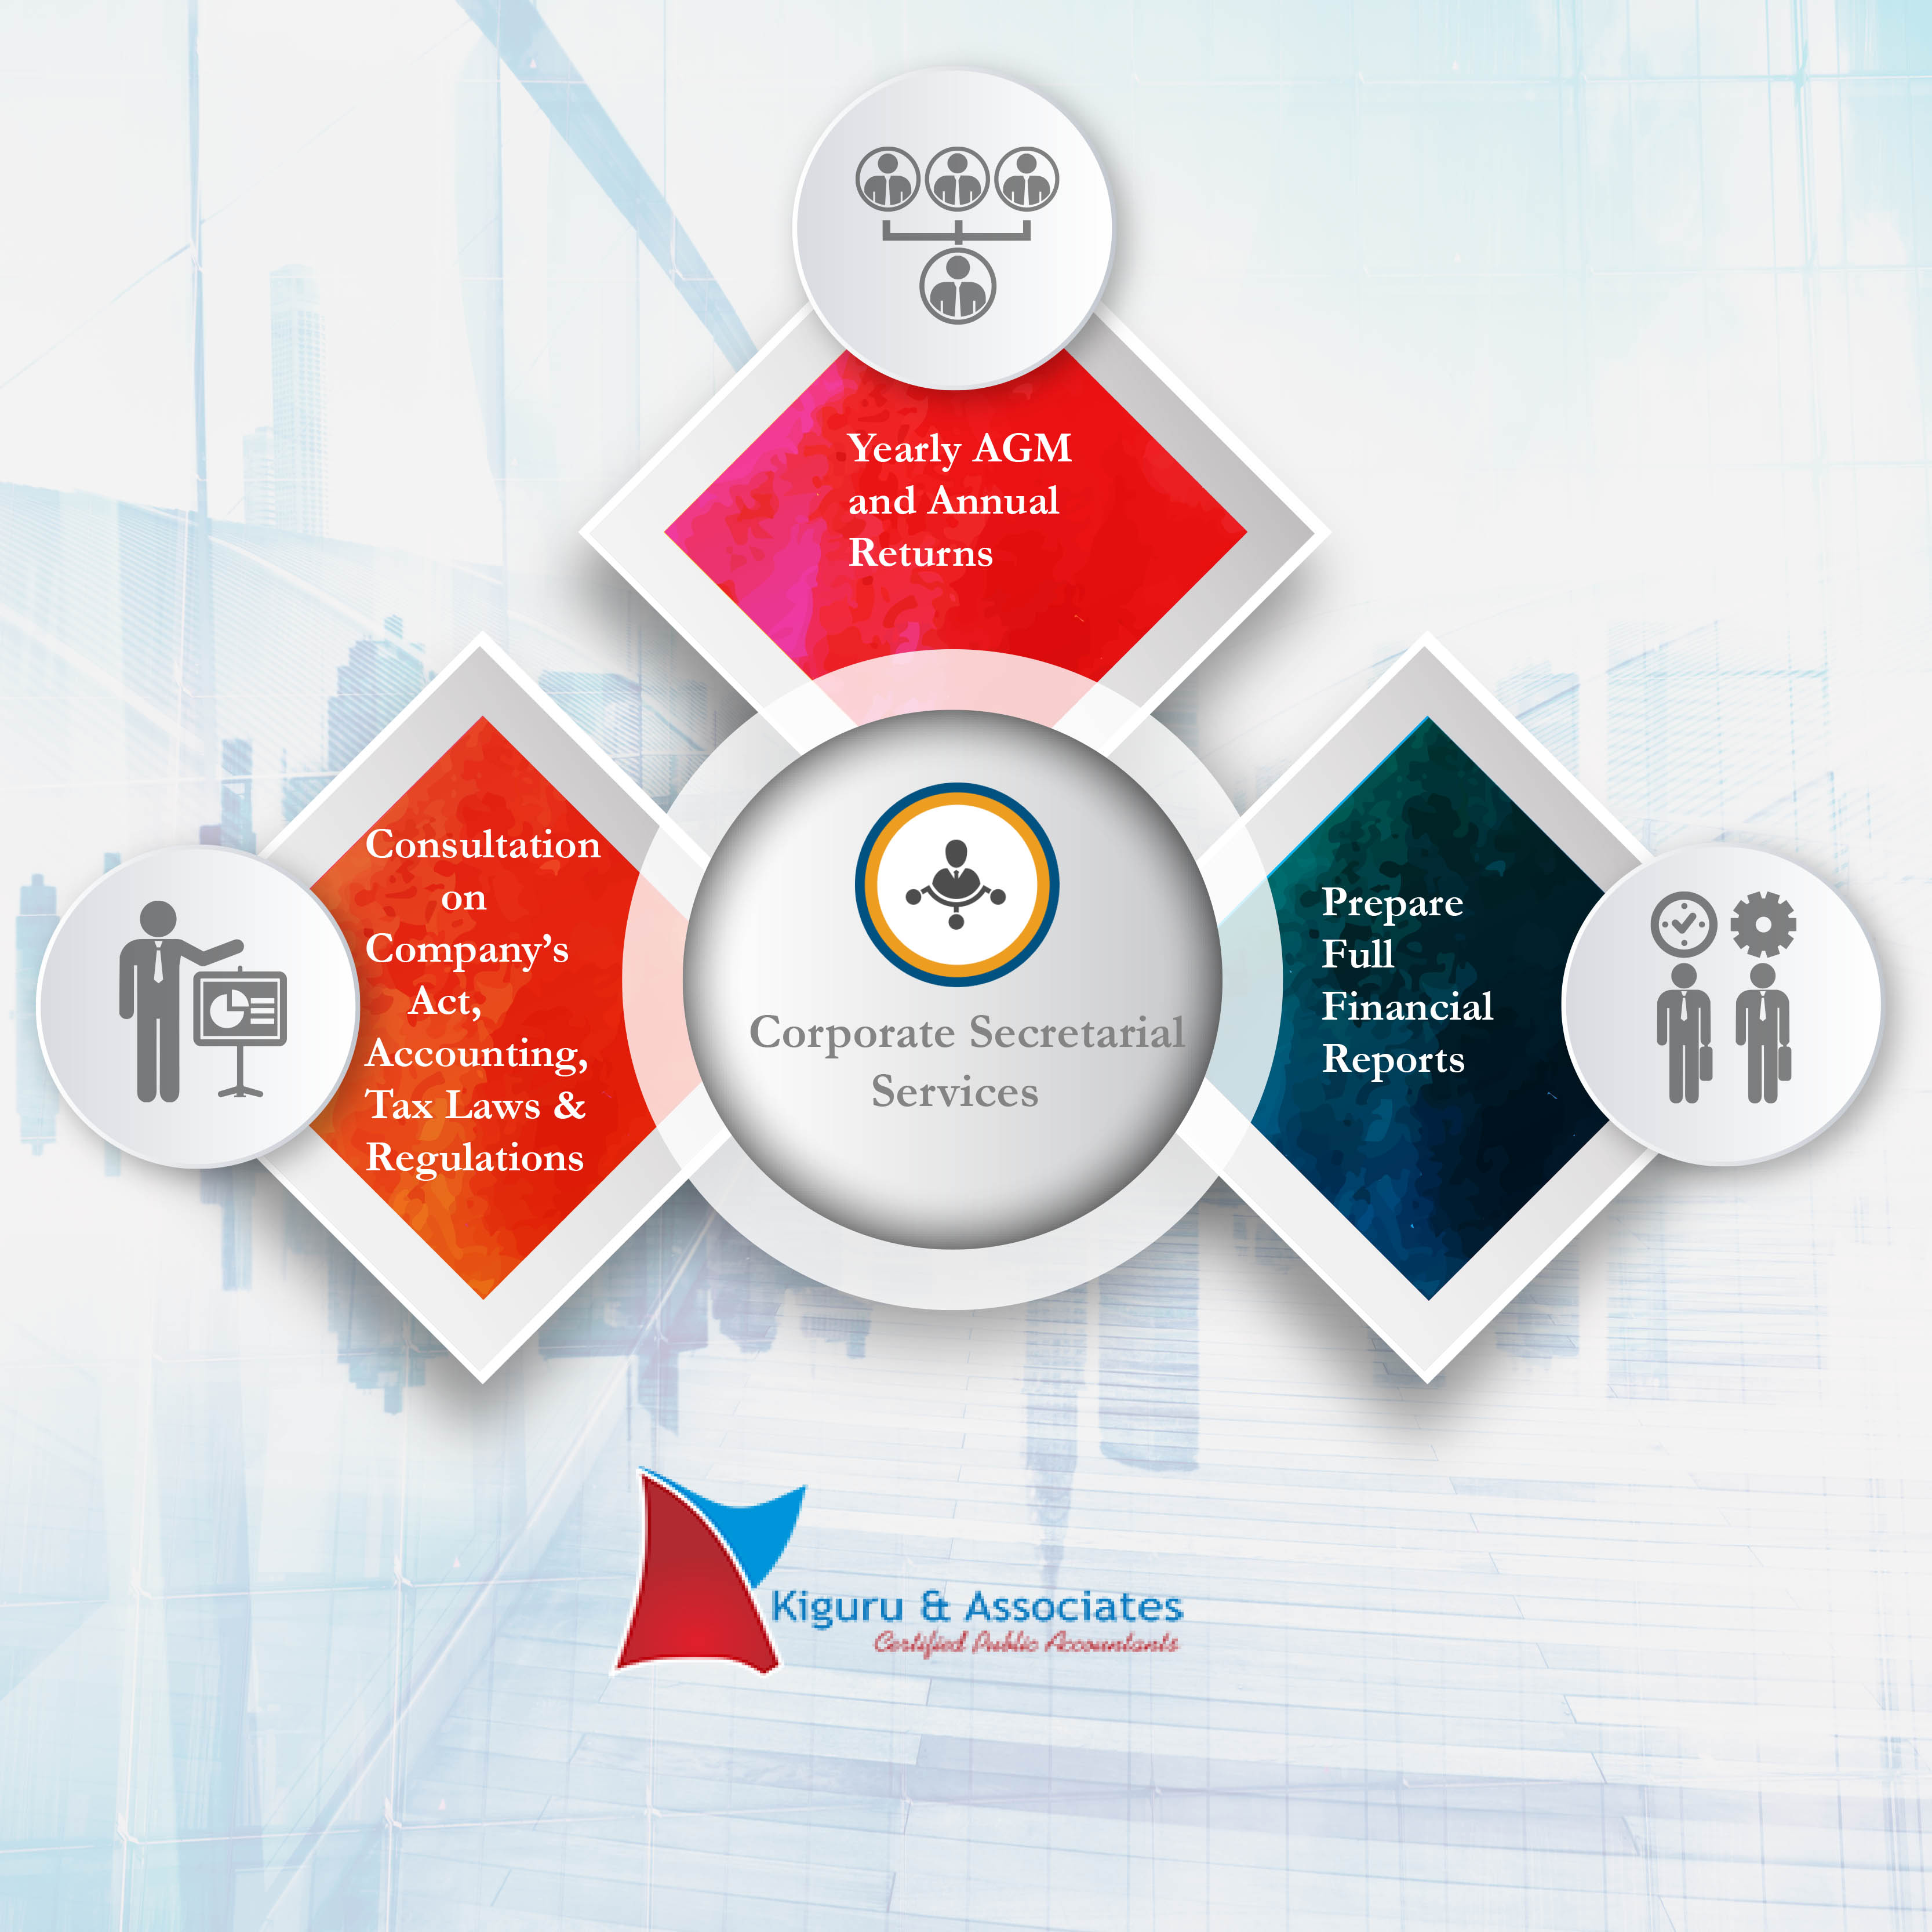 Yearly AGM
and Annual
Returns
Consultation
on
Company’s
Act,
Accounting,
Tax Laws &
Regulations
Corporate Secretarial
Services
Prepare
Full
Financial
Reports
Kiguru & Associates
Certified Public Accountants